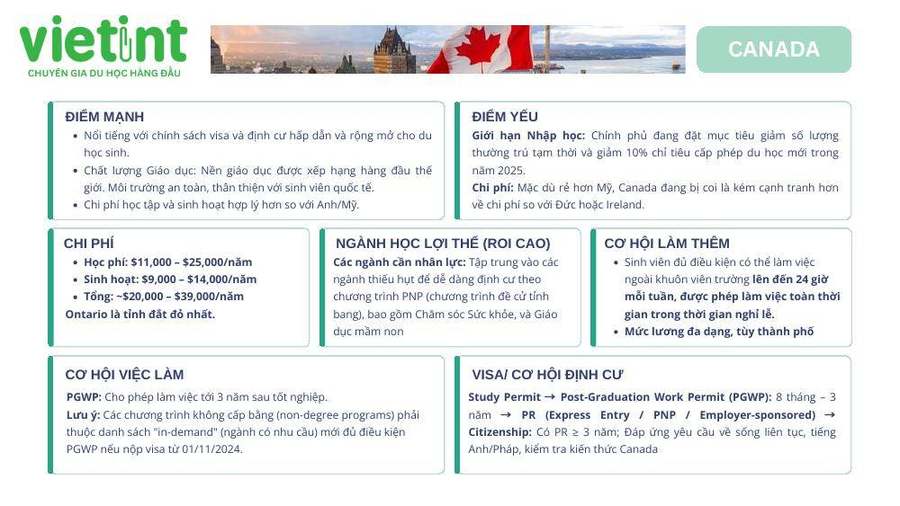 vietint
CHUYÊN GIA DU HỌC HÀNG ĐẦU
CANADA
ĐIỂM MẠNH
• Nổi tiếng với chính sách visa và định cư hấp dẫn và rộng mở cho du
học sinh.
• Chất lượng Giáo dục: Nền giáo dục được xếp hạng hàng đầu thế
giới. Môi trường an toàn, thân thiện với sinh viên quốc tế.
• Chi phí học tập và sinh hoạt hợp lý hơn so với Anh/Mỹ.
ĐIỂM YẾU
Giới hạn Nhập học: Chính phủ đang đặt mục tiêu giảm số lượng
thường trú tạm thời và giảm 10% chỉ tiêu cấp phép du học mới trong
năm 2025.
Chi phí: Mặc dù rẻ hơn Mỹ, Canada đang bị coi là kém cạnh tranh hơn
về chi phí so với Đức hoặc Ireland.
CHI PHÍ
• Học phí: $11,000 – $25,000/năm
• Sinh hoạt: $9,000 – $14,000/năm
• Tổng: ~$20,000 – $39,000/năm
Ontario là tỉnh đắt đỏ nhất.
NGÀNH HỌC LỢI THẾ (ROI CAO)
Các ngành cần nhân lực: Tập trung vào các
ngành thiếu hụt để dễ dàng định cư theo
chương trình PNP (chương trình đề cử tỉnh
bang), bao gồm Chăm sóc Sức khỏe, và Giáo
dục mầm non
CƠ HỘI LÀM THÊM
• Sinh viên đủ điều kiện có thể làm việc
ngoài khuôn viên trường lên đến 24 giờ
mỗi tuần, được phép làm việc toàn thời
gian trong thời gian nghỉ lễ.
• Mức lương đa dạng, tùy thành phố
CƠ HỘI VIỆC LÀM
PGWP: Cho phép làm việc tới 3 năm sau tốt nghiệp.
Lưu ý: Các chương trình không cấp bằng (non-degree programs) phải
thuộc danh sách "in-demand" (ngành có nhu cầu) mới đủ điều kiện
PGWP nếu nộp visa từ 01/11/2024.
VISA/ CƠ HỘI ĐỊNH CƯ
Study Permit → Post-Graduation Work Permit (PGWP): 8 tháng – 3
năm → PR (Express Entry / PNP / Employer-sponsored) →
Citizenship: Có PR ≥ 3 năm; Đáp ứng yêu cầu về sống liên tục, tiếng
Anh/Pháp, kiểm tra kiến thức Canada